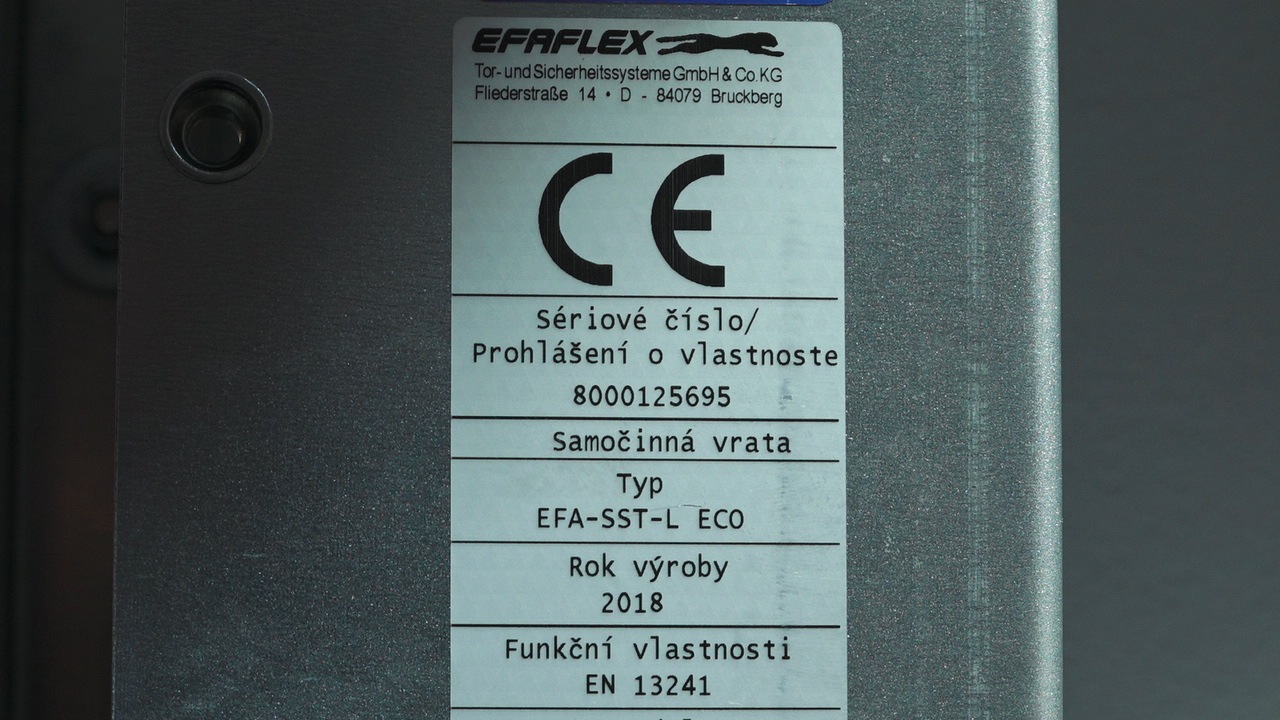 EFAFLEX
Tor- und Sicherheitssysteme GmbH & Co. KG
Fliederstraße 14 • D - 84079 Bruckberg
CE
Sériové číslo/
Prohlášení o vlastnoste
8000125695
Samočinná vrata
Typ
EFA-SST-L ECO
Rok výroby
2018
Funkční vlastnosti
EN 13241